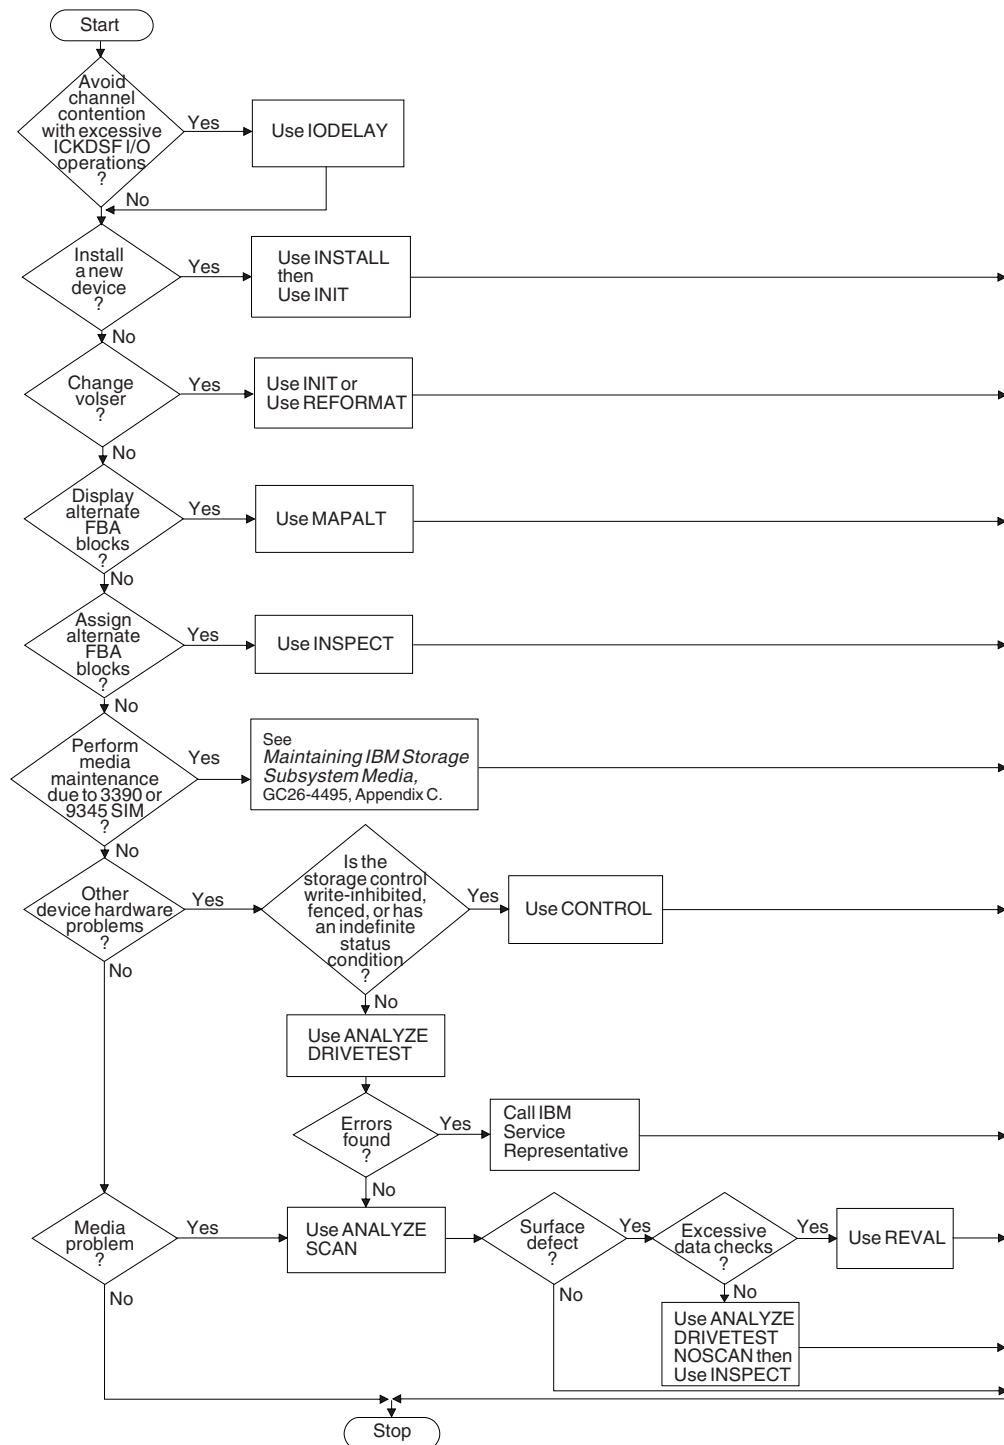 Start
Avoid
channel
contention
with excessive
ICKDSF I/O
operations
?
Yes
Use IODELAY
No
Install
a new
device
?
Yes
Use INSTALL
then
Use INIT
No
Change
volser
?
Yes
Use INIT or
Use REFORMAT
No
Display
alternate
FBA
blocks
?
Yes
Use MAPALT
No
Assign
alternate
FBA
blocks
?
Yes
Use INSPECT
No
Perform
media
maintenance
due to 3390 or
9345 SIM
?
Yes
See
Maintaining IBM Storage
Subsystem Media,
GC26-4495, Appendix C.
No
Other
device hardware
problems
?
Yes
Is the
storage control
write-inhibited,
fenced, or has
an indefinite
status
condition
?
Yes
Use CONTROL
No
No
Use ANALYZE
DRIVETEST
Errors
found
?
Yes
Call IBM
Service
Representative
No
Media
problem
?
Yes
Use ANALYZE
SCAN
Surface
defect
?
Yes
Excessive
data checks
?
Yes
Use REVAL
No
No
No
Use ANALYZE
DRIVETEST
NOSCAN then
Use INSPECT
Stop